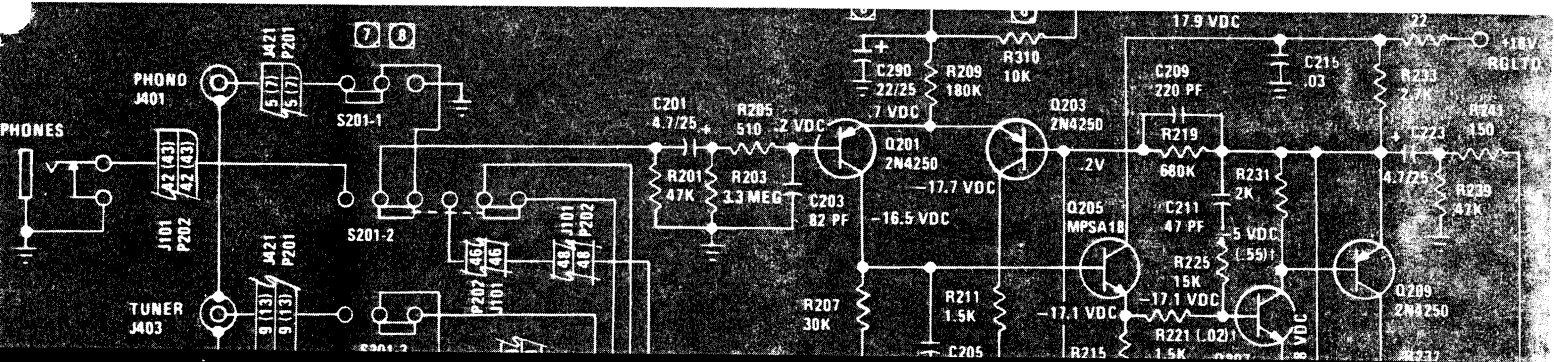 PHONO
J401
J421
P201
5 (7)
5 (7)
7
8
S201-1
PHONES
42 (43)
42 (43)
J101
P202
S201-2
J421
P201
TUNER
J403
9 (13)
9 (13)
46
46
P202
J101
J101
P202
48
48
C201
4.7/25
+
R205
510
.2 VDC
R201
47K
R203
3.3 MEG
C203
82 PF
+
C290
.22/25
R209
180K
R310
10K
.7 VDC
Q201
2N4250
Q203
2N4250
-17.7 VDC
-16.5 VDC
.2V
Q205
MPSA18
R207
30K
R211
1.5K
C205
-17.1 VDC
R215
17.9 VDC
C209
220 PF
R219
680K
C211
47 PF
R225
15K
-17.1 VDC
R221 (.02)†
1.5K
R231
2K
-.5 VDC
(.55)†
Q209
2N4250
C215
.03
22
+18V
RGLTD
R233
2.7K
+
C223
4.7/25
R241
150
R239
47K